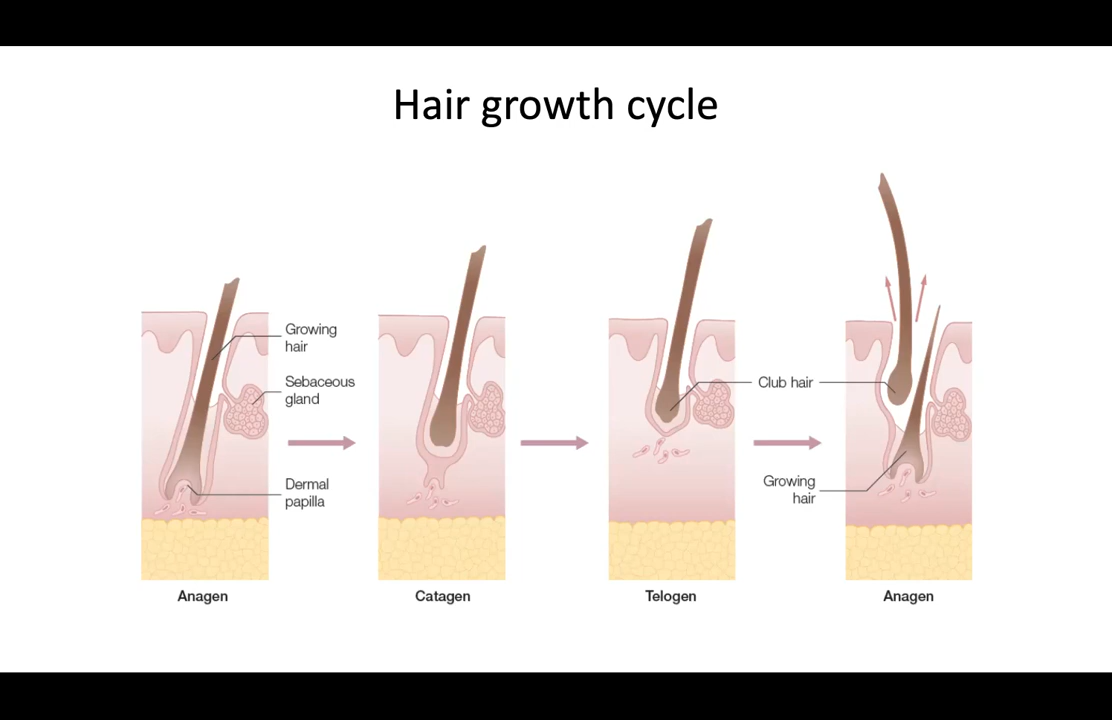 Hair growth cycle
Growing
hair
Sebaceous
gland
Dermal
papilla
Club hair
Growing
hair
Anagen
Catagen
Telogen
Anagen